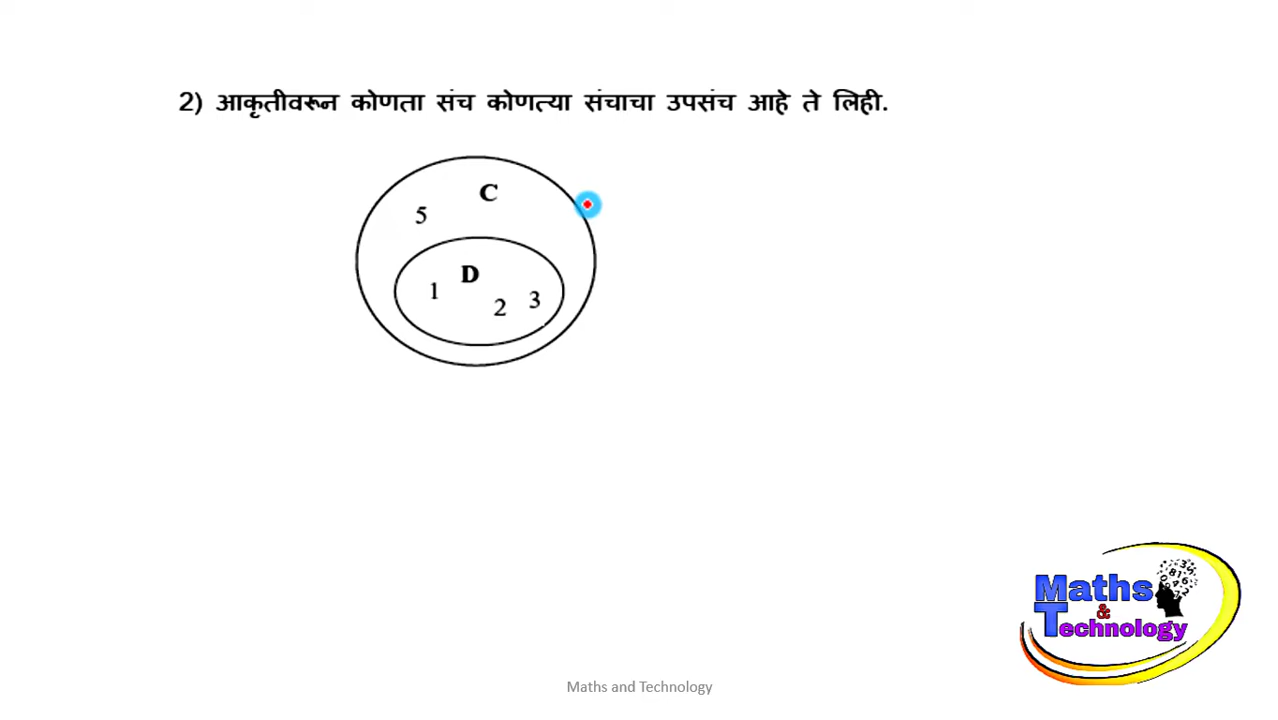 2) आकृतीवरून कोणता संच कोणत्या संचाचा उपसंच आहे ते लिही.
C
5
D
1
2
3
Maths
&
Technology
Maths and Technology